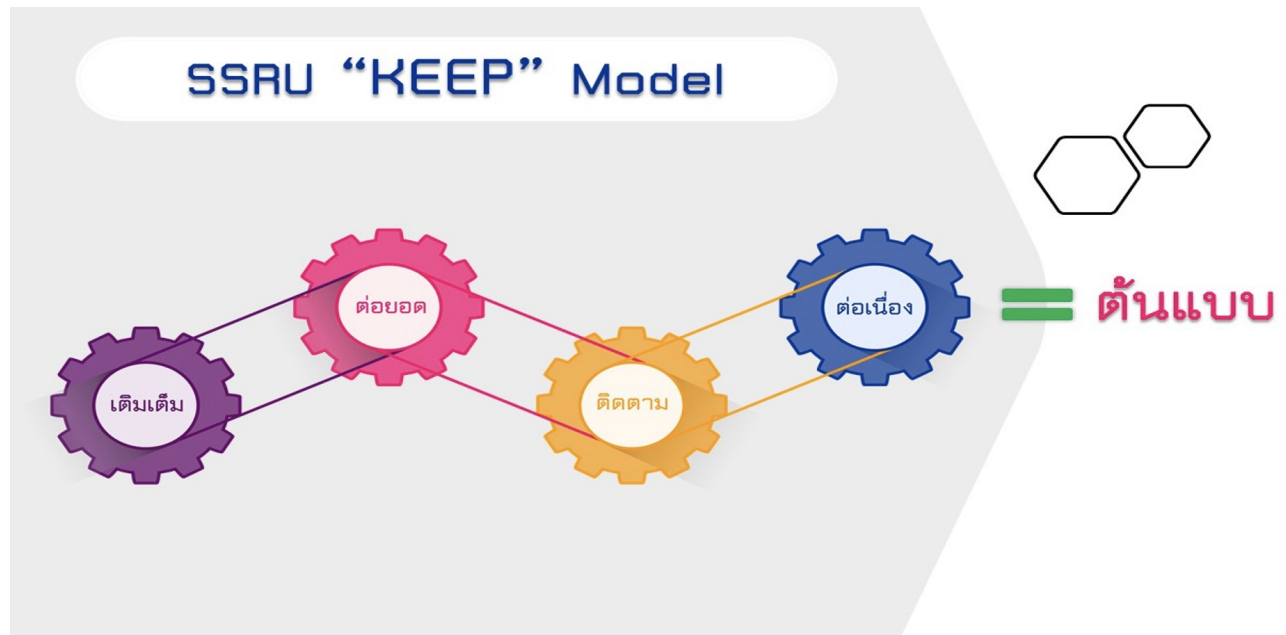 SSRU “KEEP” Model
เติมเต็ม
ต่อยอด
ติดตาม
ต่อเนื่อง
= ต้นแบบ